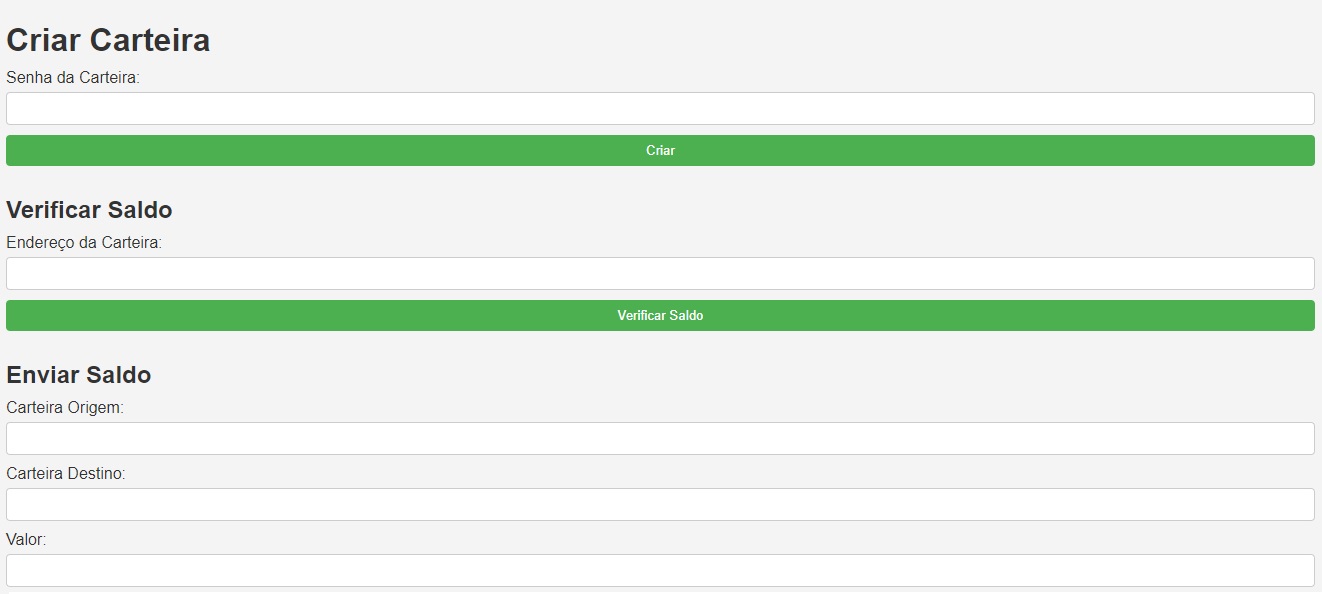 Criar Carteira
Senha da Carteira:
Criar
Verificar Saldo
Endereço da Carteira:
Verificar Saldo
Enviar Saldo
Carteira Origem:
Carteira Destino:
Valor: